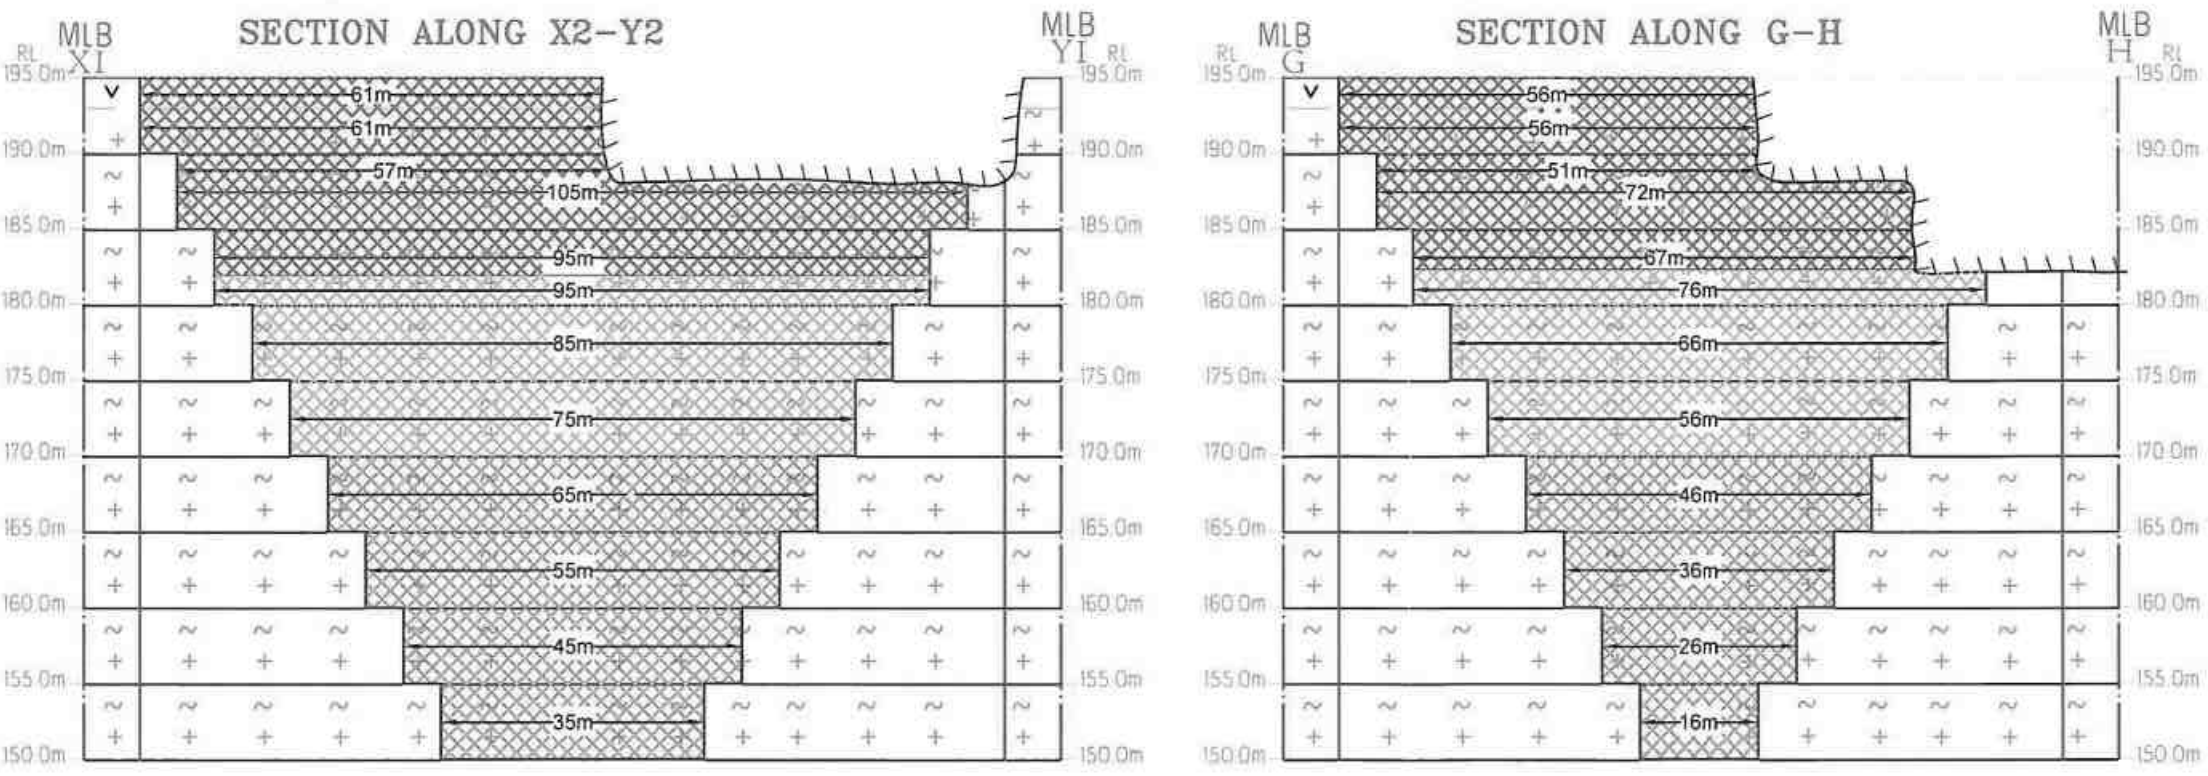 SECTION ALONG X2-Y2
MLB
XI
MLB
YI
RL
RL
195.0m
195.0m
61m
61m
190.0m
190.0m
57m
105m
185.0m
185.0m
95m
95m
180.0m
180.0m
85m
175.0m
175.0m
75m
170.0m
170.0m
65m
165.0m
165.0m
55m
160.0m
160.0m
45m
155.0m
155.0m
35m
150.0m
150.0m
SECTION ALONG G-H
MLB
G
MLB
H
RL
RL
195.0m
195.0m
56m
56m
190.0m
190.0m
51m
72m
185.0m
185.0m
67m
76m
180.0m
180.0m
66m
175.0m
175.0m
56m
170.0m
170.0m
46m
165.0m
165.0m
36m
160.0m
160.0m
26m
155.0m
155.0m
16m
150.0m
150.0m